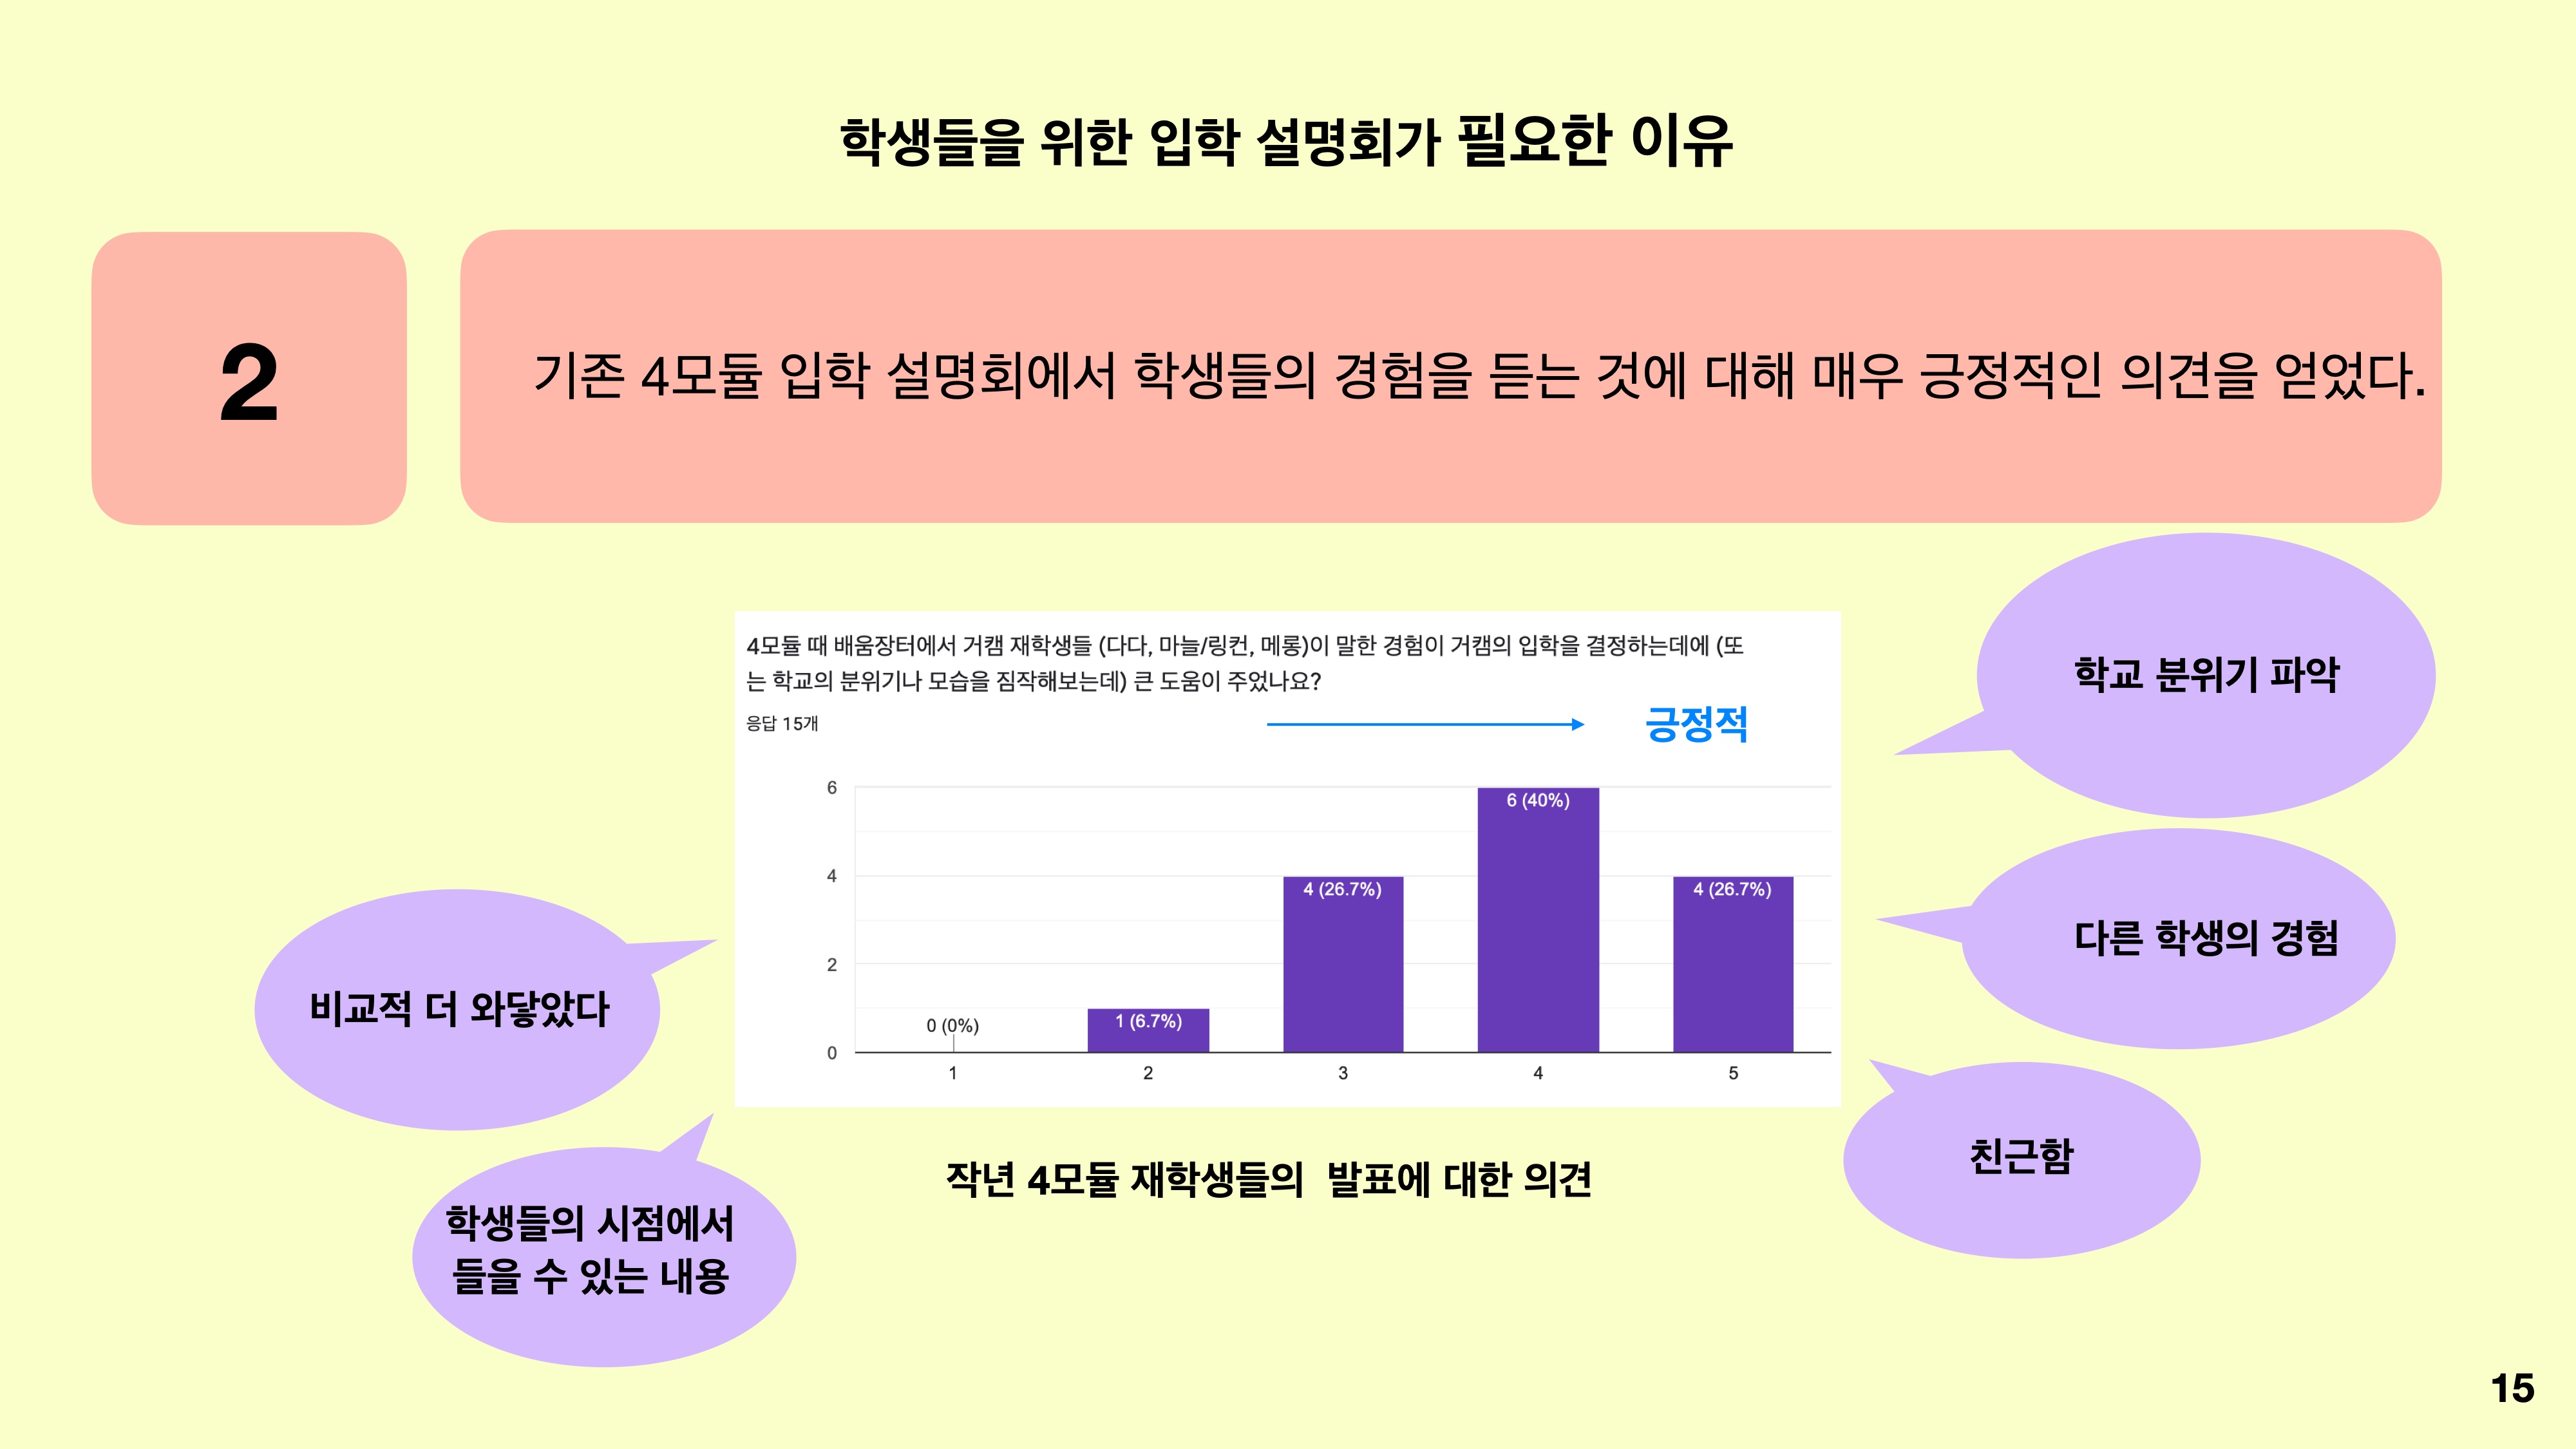 학생들을 위한 입학 설명회가 필요한 이유
2
기존 4모듈 입학 설명회에서 학생들의 경험을 듣는 것에 대해 매우 긍정적인 의견을 얻었다.
4모듈 때 배움장터에서 거캠 재학생들 (다다, 마늘/링컨, 메롱)이 말한 경험이 거캠의 입학을 결정하는데에 (또
는 학교의 분위기나 모습을 짐작해보는데) 큰 도움이 주었나요?
응답 15개
긍정적
6
4
2
0
0 (0%)
1 (6.7%)
4 (26.7%)
6 (40%)
4 (26.7%)
1
2
3
4
5
작년 4모듈 재학생들의  발표에 대한 의견
비교적 더 와닿았다
학생들의 시점에서
들을 수 있는 내용
학교 분위기 파악
다른 학생의 경험
친근함
15